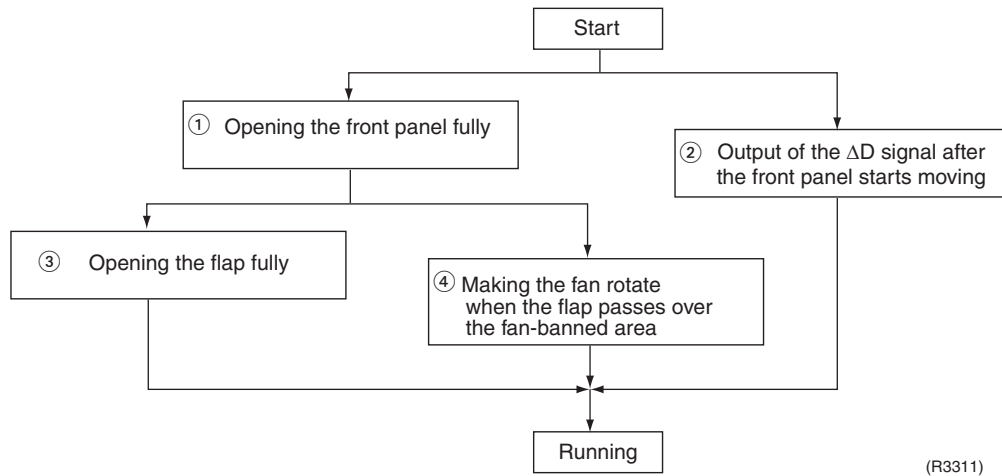 Start
① Opening the front panel fully
② Output of the ΔD signal after
the front panel starts moving
③ Opening the flap fully
④ Making the fan rotate
when the flap passes over
the fan-banned area
Running
(R3311)